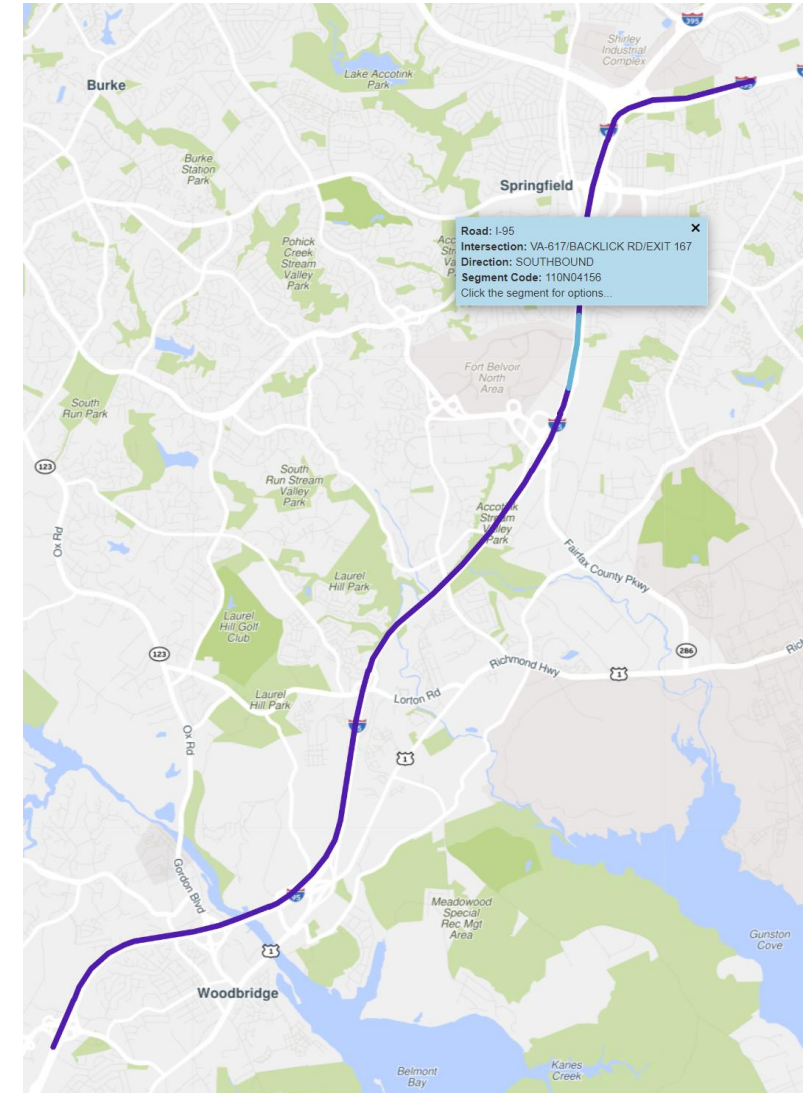 395
Shirley
Industrial
Complex
Lake Accotink
Park
Burke
95
Burke
Station
Park
Springfield
Road: I-95
Intersection: VA-617/BACKLICK RD/EXIT 167
Direction: SOUTHBOUND
Segment Code: 110N04156
Click the segment for options...
Pohick
Creek
Stream
Valley
Park
Fort Belvoir
North
Area
South
Run Park
123
South
Run Stream
Valley
Park
Accotink
Stream
Valley
Park
Ox Rd
Fairfax County Pkwy
Laurel
Hill Park
Laurel
Hill Golf
Club
123
286
Richmond Hwy
1
Laurel
Hill Park
Lorton Rd
Ox Rd
1
95
Gordon Blvd
Meadowood
Special
Rec Mgt
Area
Gunston
Cove
1
Woodbridge
Belmont
Bay
Kanes
Creek